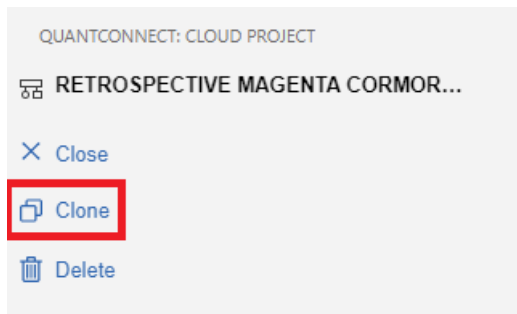 QUANTCONNECT: CLOUD PROJECT
RETROSPECTIVE MAGENTA CORMOR...
Close
Clone
Delete